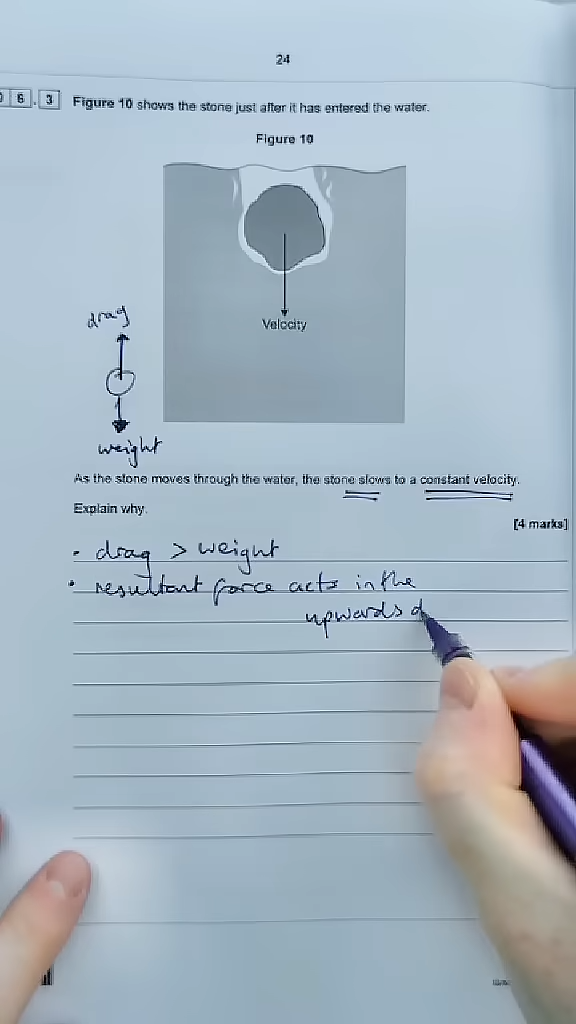 24
0 6 . 3 Figure 10 shows the stone just after it has entered the water.
Figure 10
Velocity
drag
weight
As the stone moves through the water, the stone slows to a constant velocity.
Explain why.
[4 marks]
• drag > weight
• resultant force acts in the
upwards d